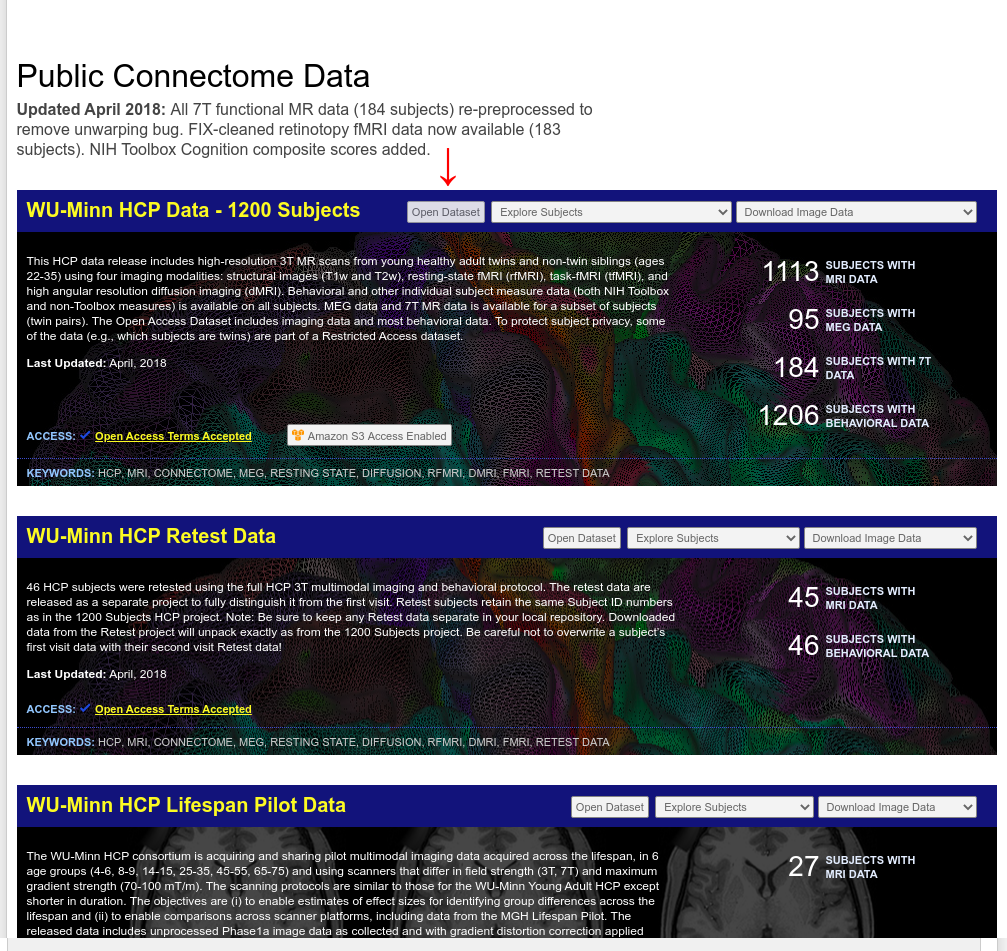 Public Connectome Data
Updated April 2018: All 7T functional MR data (184 subjects) re-preprocessed to
remove unwarping bug. FIX-cleaned retinotopy fMRI data now available (183
subjects). NIH Toolbox Cognition composite scores added.
WU-Minn HCP Data - 1200 Subjects
Open Dataset
Explore Subjects
Download Image Data
This HCP data release includes high-resolution 3T MR scans from young healthy adult twins and non-twin siblings (ages
22-35) using four imaging modalities: structural images (T1w and T2w), resting-state fMRI (rfMRI), task-fMRI (tfMRI), and
high angular resolution diffusion imaging (dMRI). Behavioral and other individual subject measure data (both NIH Toolbox
and non-Toolbox measures) is available on all subjects. MEG data and 7T MR data is available for a subset of subjects
(twin pairs). The Open Access Dataset includes imaging data and most behavioral data. To protect subject privacy, some
of the data (e.g., which subjects are twins) are part of a Restricted Access dataset.
Last Updated: April, 2018
1113 SUBJECTS WITH
MRI DATA
95 SUBJECTS WITH
MEG DATA
184 SUBJECTS WITH 7T
DATA
1206 SUBJECTS WITH
BEHAVIORAL DATA
ACCESS: ✓ Open Access Terms Accepted
Amazon S3 Access Enabled
KEYWORDS: HCP, MRI, CONNECTOME, MEG, RESTING STATE, DIFFUSION, RFMRI, DMRI, FMRI, RETEST DATA
WU-Minn HCP Retest Data
Open Dataset
Explore Subjects
Download Image Data
46 HCP subjects were retested using the full HCP 3T multimodal imaging and behavioral protocol. The retest data are
released as a separate project to fully distinguish it from the first visit. Retest subjects retain the same Subject ID numbers
as in the 1200 Subjects HCP project. Note: Be sure to keep any Retest data separate in your local repository. Downloaded
data from the Retest project will unpack exactly as from the 1200 Subjects project. Be careful not to overwrite a subject's
first visit data with their second visit Retest data!
Last Updated: April, 2018
45 SUBJECTS WITH
MRI DATA
46 SUBJECTS WITH
BEHAVIORAL DATA
ACCESS: ✓ Open Access Terms Accepted
KEYWORDS: HCP, MRI, CONNECTOME, MEG, RESTING STATE, DIFFUSION, RFMRI, DMRI, FMRI, RETEST DATA
WU-Minn HCP Lifespan Pilot Data
Open Dataset
Explore Subjects
Download Image Data
The WU-Minn HCP consortium is acquiring and sharing pilot multimodal imaging data acquired across the lifespan, in 6
age groups (4-6, 8-9, 14-15, 25-35, 45-55, 65-75) and using scanners that differ in field strength (3T, 7T) and maximum
gradient strength (70-100 mT/m). The scanning protocols are similar to those for the WU-Minn Young Adult HCP except
shorter in duration. The objectives are (i) to enable estimates of effect sizes for identifying group differences across the
lifespan and (ii) to enable comparisons across scanner platforms, including data from the MGH Lifespan Pilot. The
released data includes unprocessed Phase1a image data as collected and with gradient distortion correction applied
27 SUBJECTS WITH
MRI DATA